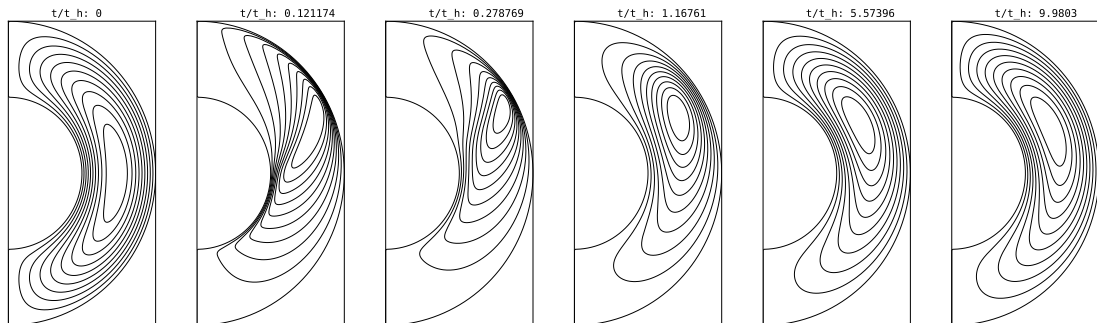 t/t_h: 0
t/t_h: 0.121174
t/t_h: 0.278769
t/t_h: 1.16761
t/t_h: 5.57396
t/t_h: 9.9803